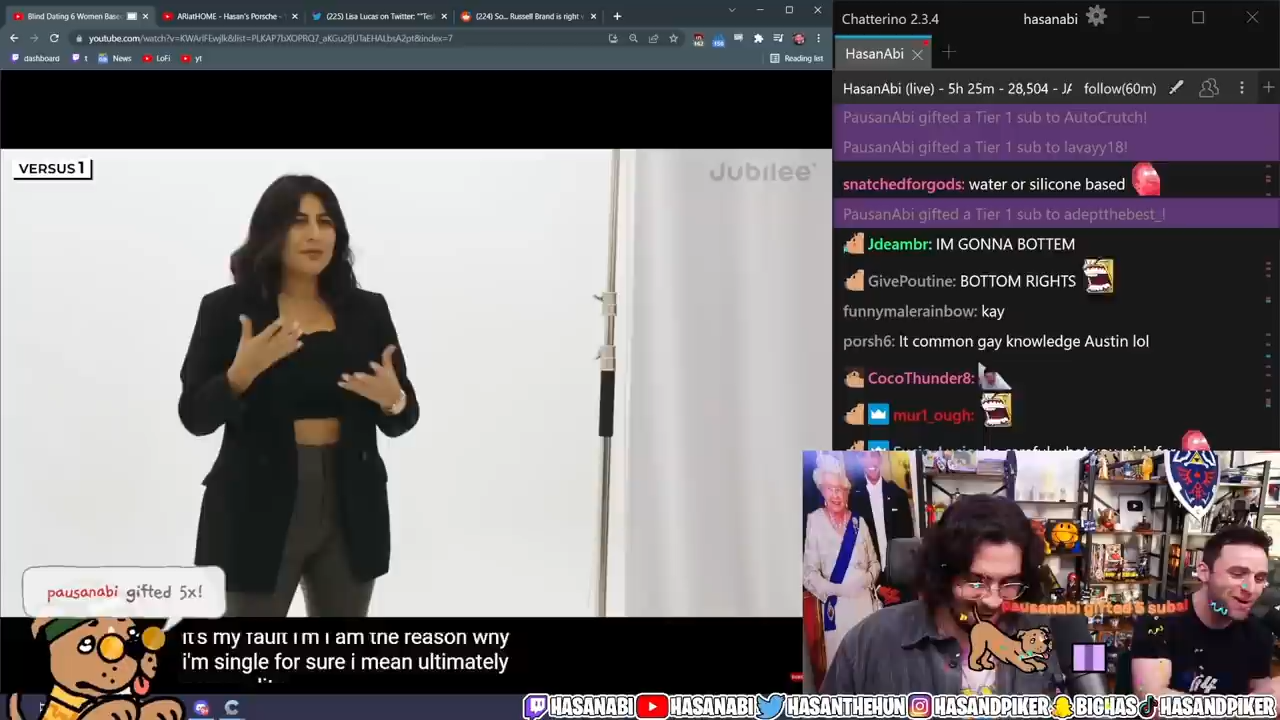 Blind Dating 6 Women Based
ARIatHOME - Hasan's Porsche -
(225) Lisa Lucas on Twitter: "
(224) So... Russell Brand is right
youtube.com/watch?v=KWArlFEwjlk&list=PLKAP7bXOPRQ7_aKGu2fjUTaEHALbsA2pt&index=7
dashboard
t
News
LoFi
yt
Reading list
VERSUS 1
Jubilee
pausanabi gifted 5x!
it's my fault i'm i am the reason why
i'm single for sure i mean ultimately
Chatterino 2.3.4
hasanabi
HasanAbi
HasanAbi (live) - 5h 25m - 28,504 - JA
follow(60m)
PausanAbi gifted a Tier 1 sub to AutoCrutch!
PausanAbi gifted a Tier 1 sub to lavayy18!
snatchedforgods: water or silicone based
PausanAbi gifted a Tier 1 sub to adeptthebest_!
Jdeambr: IM GONNA BOTTEM
GivePoutine: BOTTOM RIGHTS
funnymalerainbow: kay
porsh6: It common gay knowledge Austin lol
CocoThunder8:
mur1_ough:
pausanabi gifted 5 subs!
HASANABI HASANABI HASANTHEHUN HASANDPIKER BIGHAS HASANDPIKER